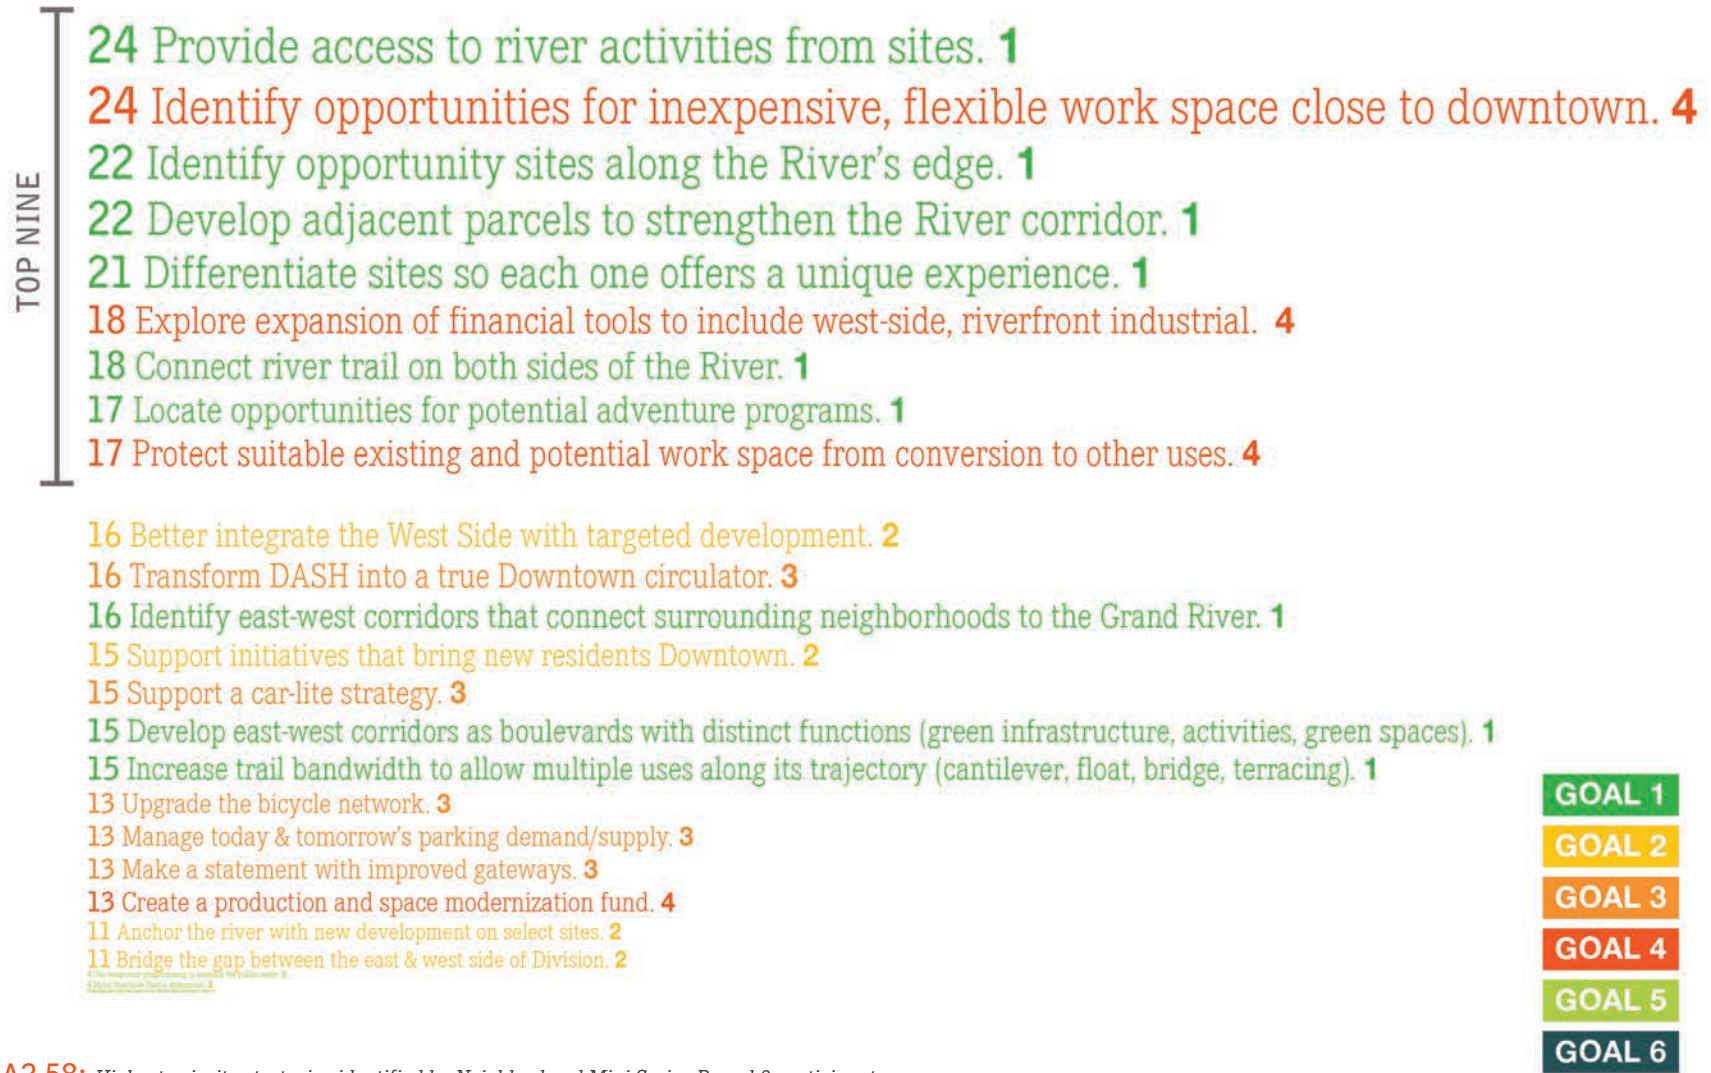 TOP NINE
24 Provide access to river activities from sites. 1
24 Identify opportunities for inexpensive, flexible work space close to downtown. 4
22 Identify opportunity sites along the River's edge. 1
22 Develop adjacent parcels to strengthen the River corridor. 1
21 Differentiate sites so each one offers a unique experience. 1
18 Explore expansion of financial tools to include west-side, riverfront industrial. 4
18 Connect river trail on both sides of the River. 1
17 Locate opportunities for potential adventure programs. 1
17 Protect suitable existing and potential work space from conversion to other uses. 4
16 Better integrate the West Side with targeted development. 2
16 Transform DASH into a true Downtown circulator. 3
16 Identify east-west corridors that connect surrounding neighborhoods to the Grand River. 1
15 Support initiatives that bring new residents Downtown. 2
15 Support a car-lite strategy. 3
15 Develop east-west corridors as boulevards with distinct functions (green infrastructure, activities, green spaces). 1
15 Increase trail bandwidth to allow multiple uses along its trajectory (cantilever, float, bridge, terracing). 1
13 Upgrade the bicycle network. 3
13 Manage today & tomorrow's parking demand/supply. 3
13 Make a statement with improved gateways. 3
13 Create a production and space modernization fund. 4
11 Anchor the river with new development on select sites. 2
11 Bridge the gap between the east & west side of Division. 2
GOAL 1
GOAL 2
GOAL 3
GOAL 4
GOAL 5
GOAL 6